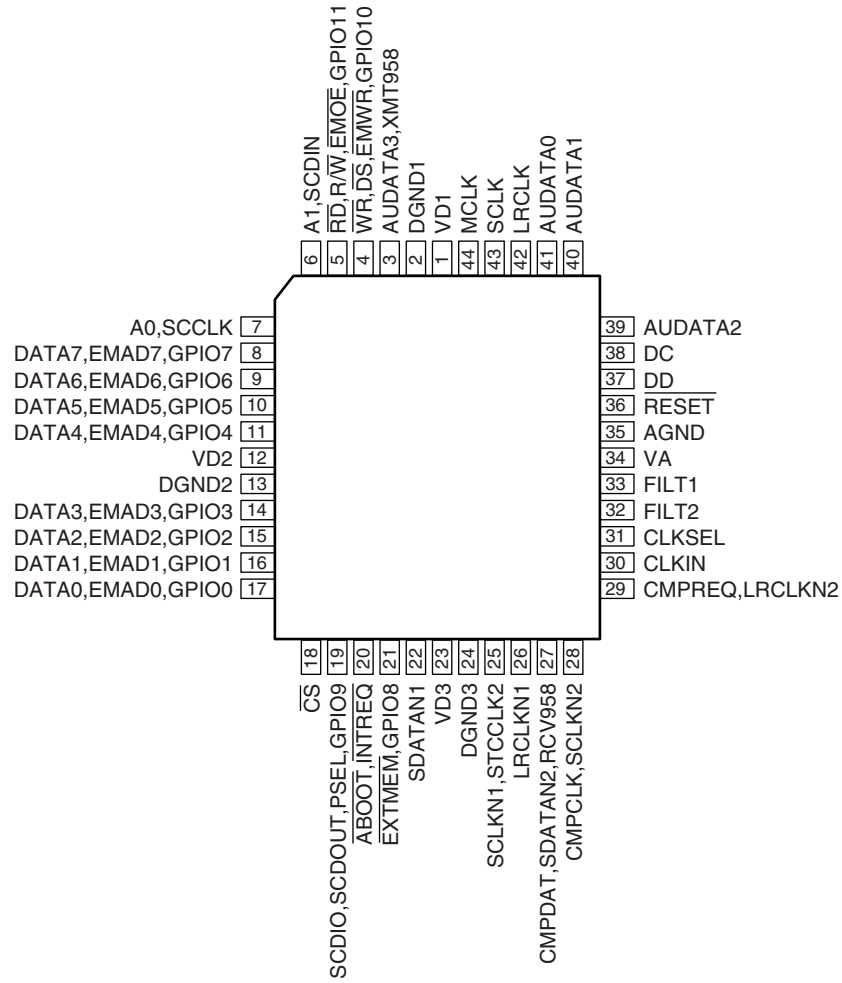 A1,SCDIN
RD,R/W,EMOE,GPIO11
WR,DS,EMWR,GPIO10
AUDATA3,XMT958
DGND1
VD1
MCLK
SCLK
LRCLK
AUDATA0
AUDATA1
6
5
4
3
2
1
44
43
42
41
40
A0,SCCLK 7
DATA7,EMAD7,GPIO7 8
DATA6,EMAD6,GPIO6 9
DATA5,EMAD5,GPIO5 10
DATA4,EMAD4,GPIO4 11
VD2 12
DGND2 13
DATA3,EMAD3,GPIO3 14
DATA2,EMAD2,GPIO2 15
DATA1,EMAD1,GPIO1 16
DATA0,EMAD0,GPIO0 17
39 AUDATA2
38 DC
37 DD
36 RESET
35 AGND
34 VA
33 FILT1
32 FILT2
31 CLKSEL
30 CLKIN
29 CMPREQ,LRCLKN2
18
19
20
21
22
23
24
25
26
27
28
CS
SCDIO,SCDOUT,PSEL,GPIO9
ABOOT,INTREQ
EXTMEM,GPIO8
SDATAN1
VD3
DGND3
SCLKN1,STCCLK2
LRCLKN1
CMPDAT,SDATAN2,RCV958
CMPCLK,SCLKN2